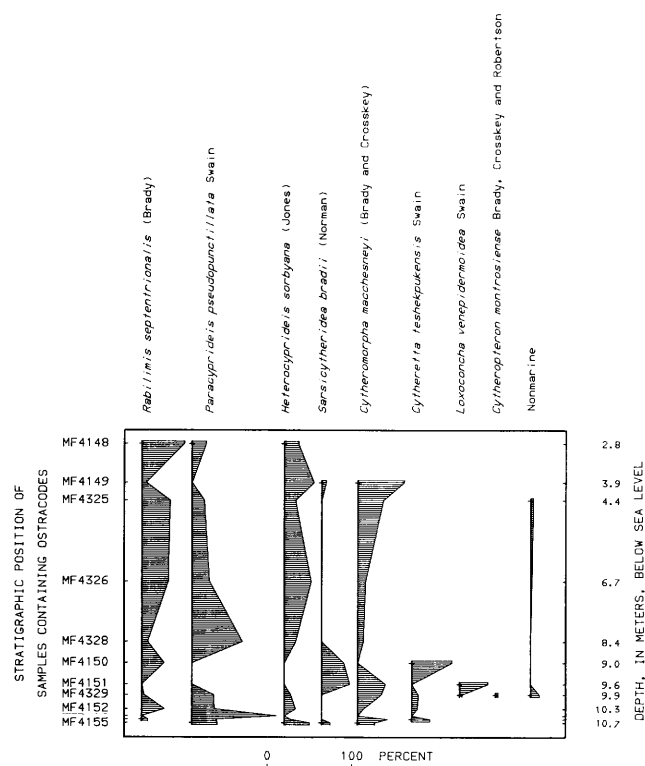 Rabilimis septentrionalis (Brady)
Paracyprideis pseudopunctillata Swain
Heterocyprideis sorbyana (Jones)
Sarsicytheridea bradii (Norman)
Cytheromorpha macchesneyi (Brady and Crosskey)
Cytheretta teshekpukensis Swain
Loxoconcha venepidermoidea Swain
Cytheropteron montrosiense Brady, Crosskey and Robertson
Nonmarine
STRATIGRAPHIC POSITION OF
SAMPLES CONTAINING OSTRACODES
MF4148
MF4149
MF4325
MF4326
MF4328
MF4150
MF4151
MF4329
MF4152
MF4155
2.8
3.9
4.4
6.7
8.4
9.0
9.6
9.9
10.3
10.7
DEPTH, IN METERS, BELOW SEA LEVEL
0 100 PERCENT